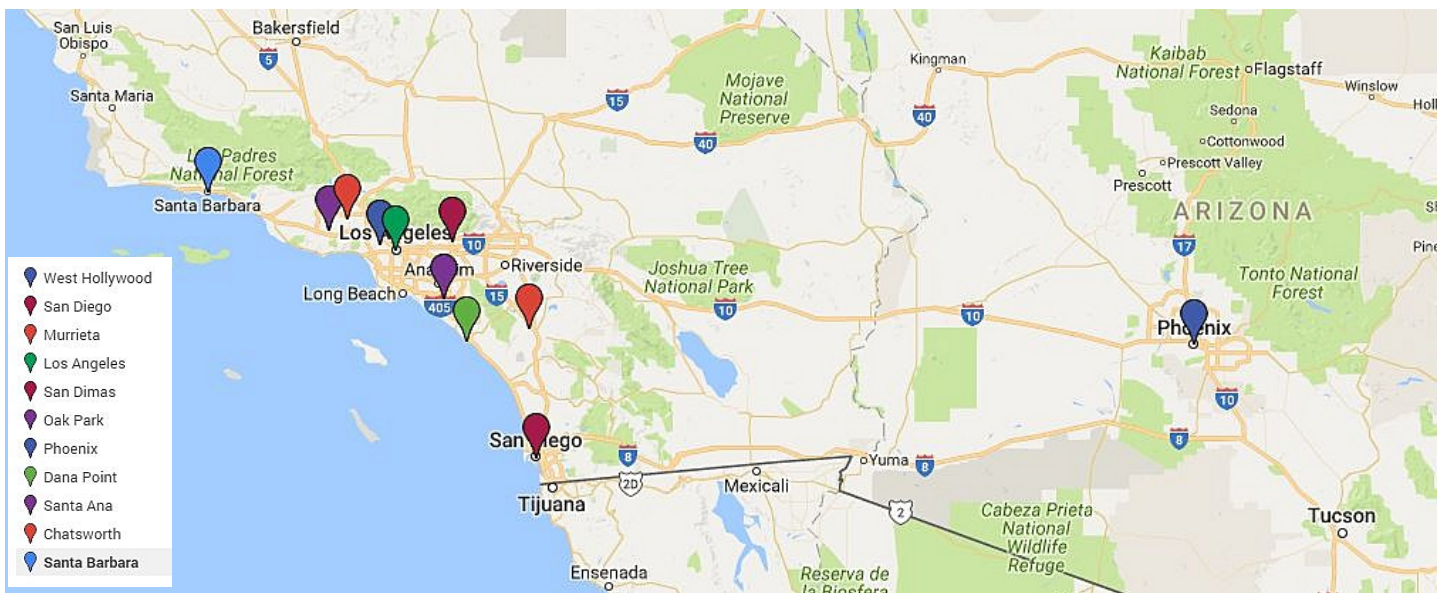 San Luis
Obispo
Bakersfield
5
Santa Maria
Padres
National Forest
Santa Barbara
Los Angeles
10
Anaheim
Riverside
Long Beach
405
15
San Diego
Tijuana
Ensenada
15
40
Mojave
National
Preserve
Joshua Tree
National Park
10
10
8
2D
Mexicali
Yuma
8
2
Kingman
40
Kaibab
National Forest
Flagstaff
Winslow
Sedona
Cottonwood
Prescott Valley
Prescott
ARIZONA
17
Tonto National
Forest
Phoenix
10
8
Tucson
Cabeza Prieta
National
Wildlife
Refuge
Reserva de
la Biosfera
West Hollywood
San Diego
Murrieta
Los Angeles
San Dimas
Oak Park
Phoenix
Dana Point
Santa Ana
Chatsworth
Santa Barbara